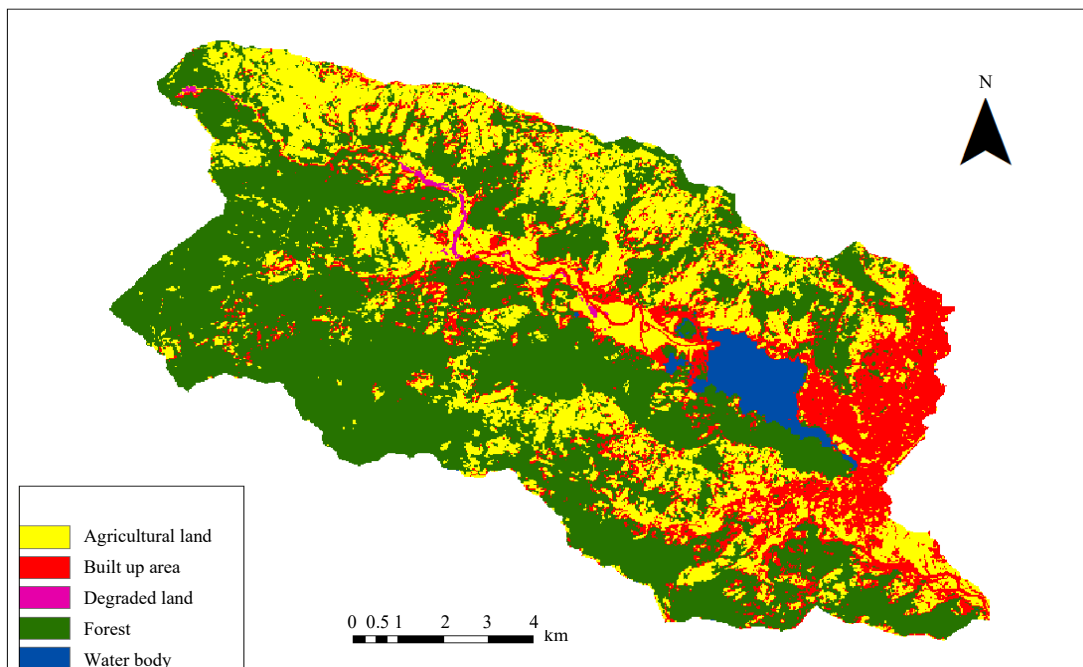 N
Agricultural land
Built up area
Degraded land
Forest
Water body
0 0.5 1 2 3 4
km